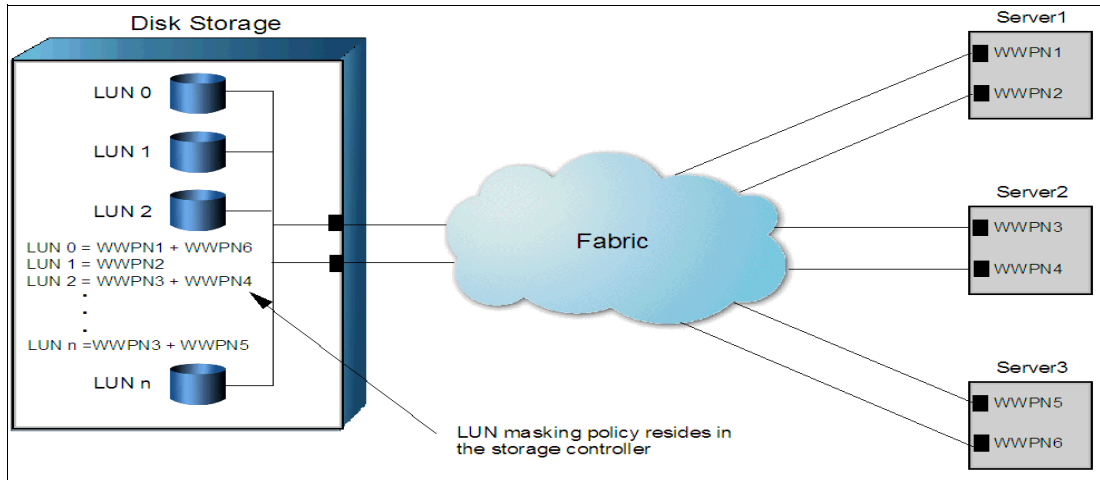 Disk Storage
LUN 0
LUN 1
LUN 2
LUN 0 = WWPN1 + WWPN6
LUN 1 = WWPN2
LUN 2 = WWPN3 + WWPN4
.
.
.
LUN n =WWPN3 + WWPN5
LUN n
LUN masking policy resides in
the storage controller
Fabric
Server1
WWPN1
WWPN2
Server2
WWPN3
WWPN4
Server3
WWPN5
WWPN6